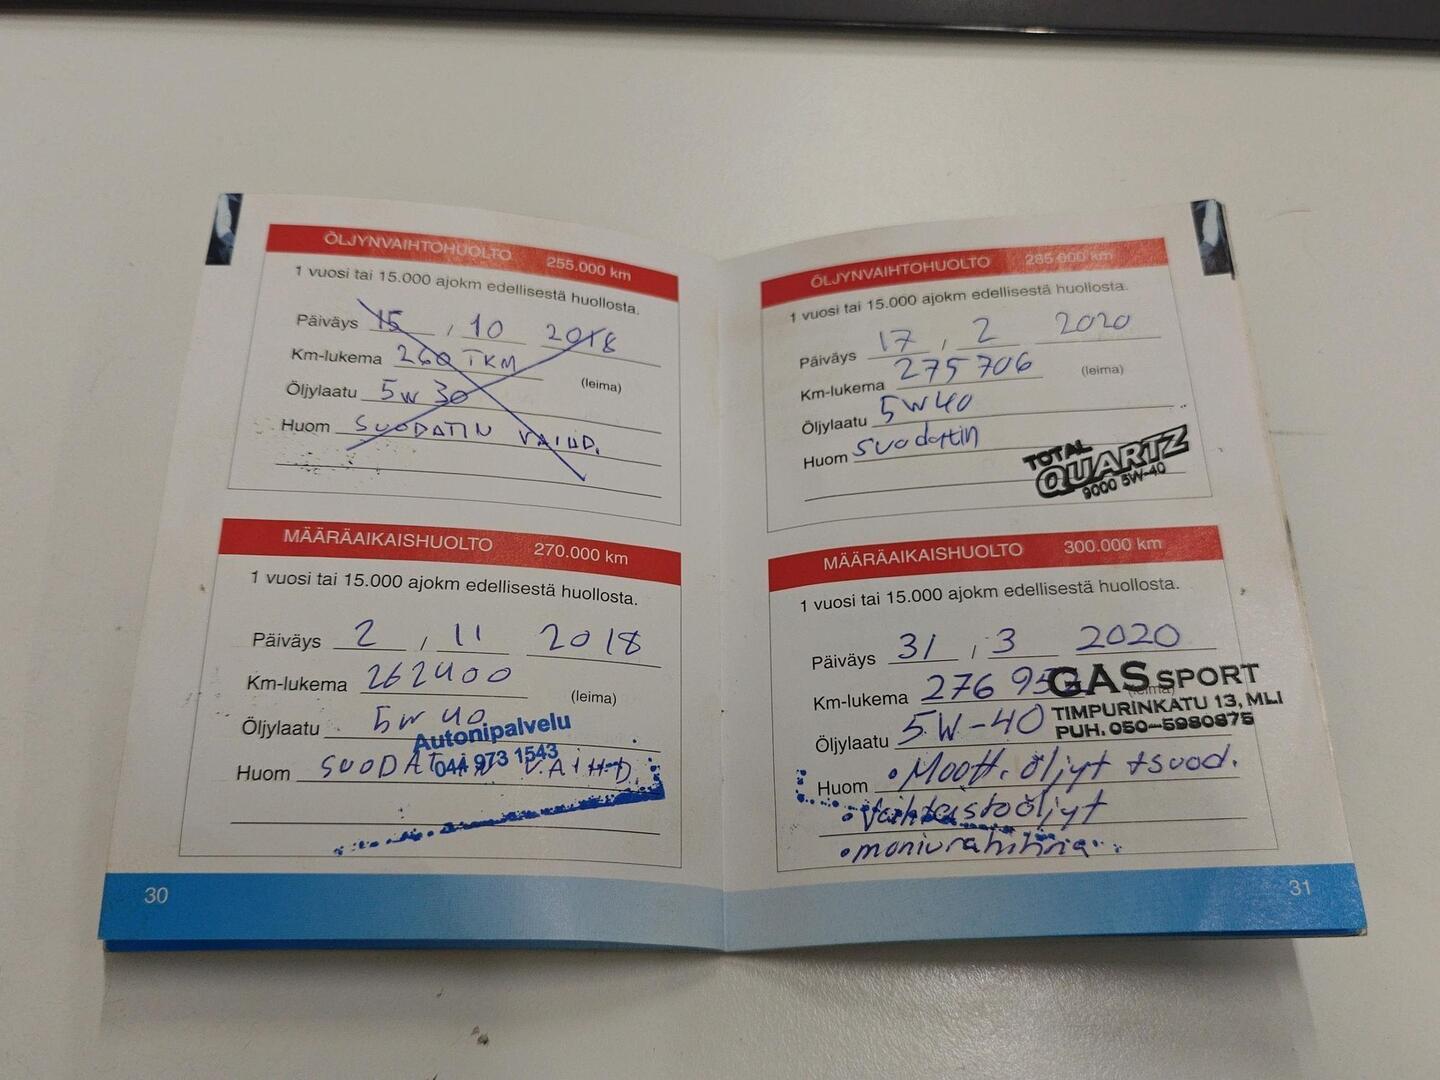 ÖLJYNVAIHTOHUOLTO 255.000 km
1 vuosi tai 15.000 ajokm edellisestä huollosta.
Päiväys 15 , 10 2018
Km-lukema 260 TKM
(leima)
Öljylaatu 5W 30
Huom SUODATIN VAIHD.
MÄÄRÄAIKAISHUOLTO 270.000 km
1 vuosi tai 15.000 ajokm edellisestä huollosta.
Päiväys 2 , 11 2018
Km-lukema 262400
(leima)
Öljylaatu 5W 40
Autonipalvelu
044 973 1543
Huom SUODATIN VAIHD.
30
ÖLJYNVAIHTOHUOLTO 285.000 km
1 vuosi tai 15.000 ajokm edellisestä huollosta.
Päiväys 17 , 2 2020
Km-lukema 275706
(leima)
Öljylaatu 5W40
Huom suodattin
TOTAL
QUARTZ
9000 5W-40
MÄÄRÄAIKAISHUOLTO 300.000 km
1 vuosi tai 15.000 ajokm edellisestä huollosta.
Päiväys 31 , 3 2020
Km-lukema
(leima)
GAS SPORT
TIMPURINKATU 13, MLI
PUH. 050-5980875
Öljylaatu 5W-40
Huom • Moott. öljyt + suod.
• Vaihteistoöljyt
• moniurahihna
31